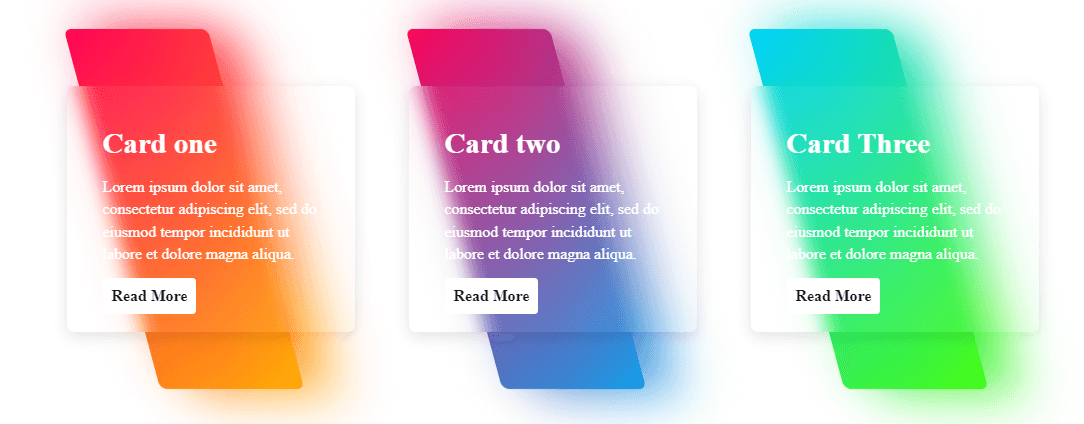 Card one
Lorem ipsum dolor sit amet,
consectetur adipiscing elit, sed do
eiusmod tempor incididunt ut
labore et dolore magna aliqua.
Read More
Card two
Lorem ipsum dolor sit amet,
consectetur adipiscing elit, sed do
eiusmod tempor incididunt ut
labore et dolore magna aliqua.
Read More
Card Three
Lorem ipsum dolor sit amet,
consectetur adipiscing elit, sed do
eiusmod tempor incididunt ut
labore et dolore magna aliqua.
Read More